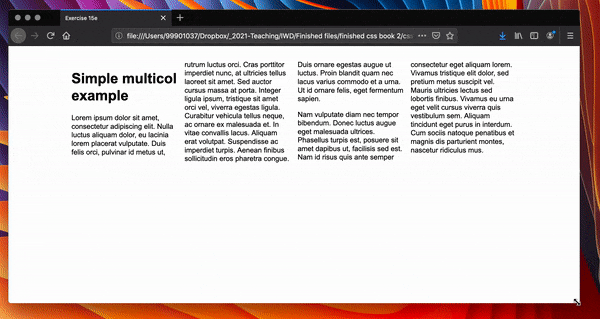 Exercise 15e
file:///Users/99901037/Dropbox/_2021-Teaching/IWD/Finished files/finished css book 2/css
Simple multicol
example
Lorem ipsum dolor sit amet,
consectetur adipiscing elit. Nulla
luctus aliquam dolor, eu lacinia
lorem placerat vulputate. Duis
felis orci, pulvinar id metus ut,
rutrum luctus orci. Cras porttitor
imperdiet nunc, at ultricies tellus
laoreet sit amet. Sed auctor
cursus massa at porta. Integer
ligula ipsum, tristique sit amet
orci vel, viverra egestas ligula.
Curabitur vehicula tellus neque,
ac ornare ex malesuada et. In
vitae convallis lacus. Aliquam
erat volutpat. Suspendisse ac
imperdiet turpis. Aenean finibus
sollicitudin eros pharetra congue.
Duis ornare egestas augue ut
luctus. Proin blandit quam nec
lacus varius commodo et a urna.
Ut id ornare felis, eget fermentum
sapien.
Nam vulputate diam nec tempor
bibendum. Donec luctus augue
eget malesuada ultrices.
Phasellus turpis est, posuere sit
amet dapibus ut, facilisis sed est.
Nam id risus quis ante semper
consectetur eget aliquam lorem.
Vivamus tristique elit dolor, sed
pretium metus suscipit vel.
Mauris ultricies lectus sed
lobortis finibus. Vivamus eu urna
eget velit cursus viverra quis
vestibulum sem. Aliquam
tincidunt eget purus in interdum.
Cum sociis natoque penatibus et
magnis dis parturient montes,
nascetur ridiculus mus.